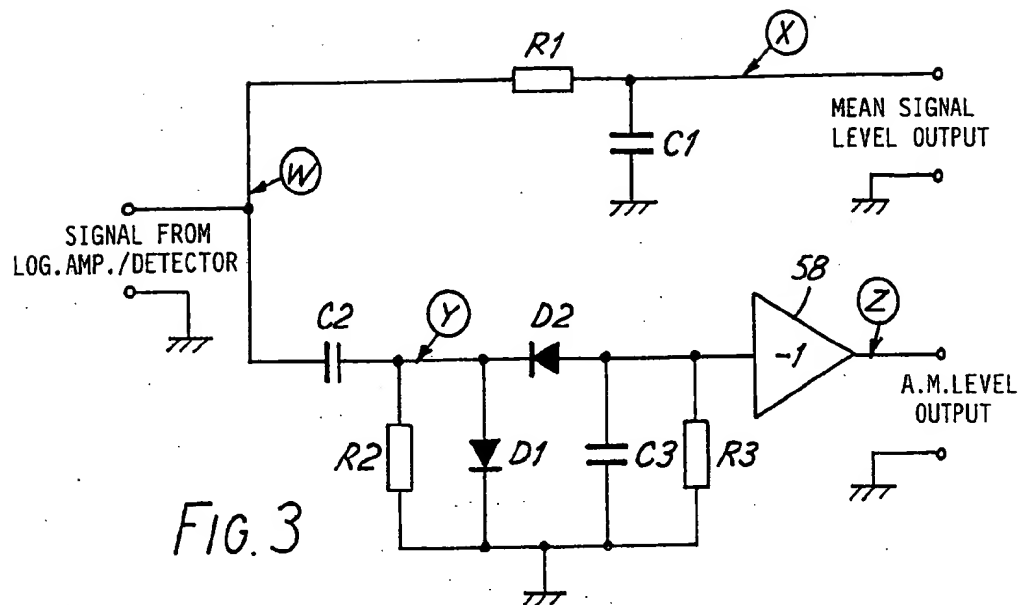 X
R1
MEAN SIGNAL
LEVEL OUTPUT
C1
W
SIGNAL FROM
LOG.AMP./DETECTOR
58
C2
Y
D2
Z
-1
A.M.LEVEL
OUTPUT
R2
D1
C3
R3
FIG. 3